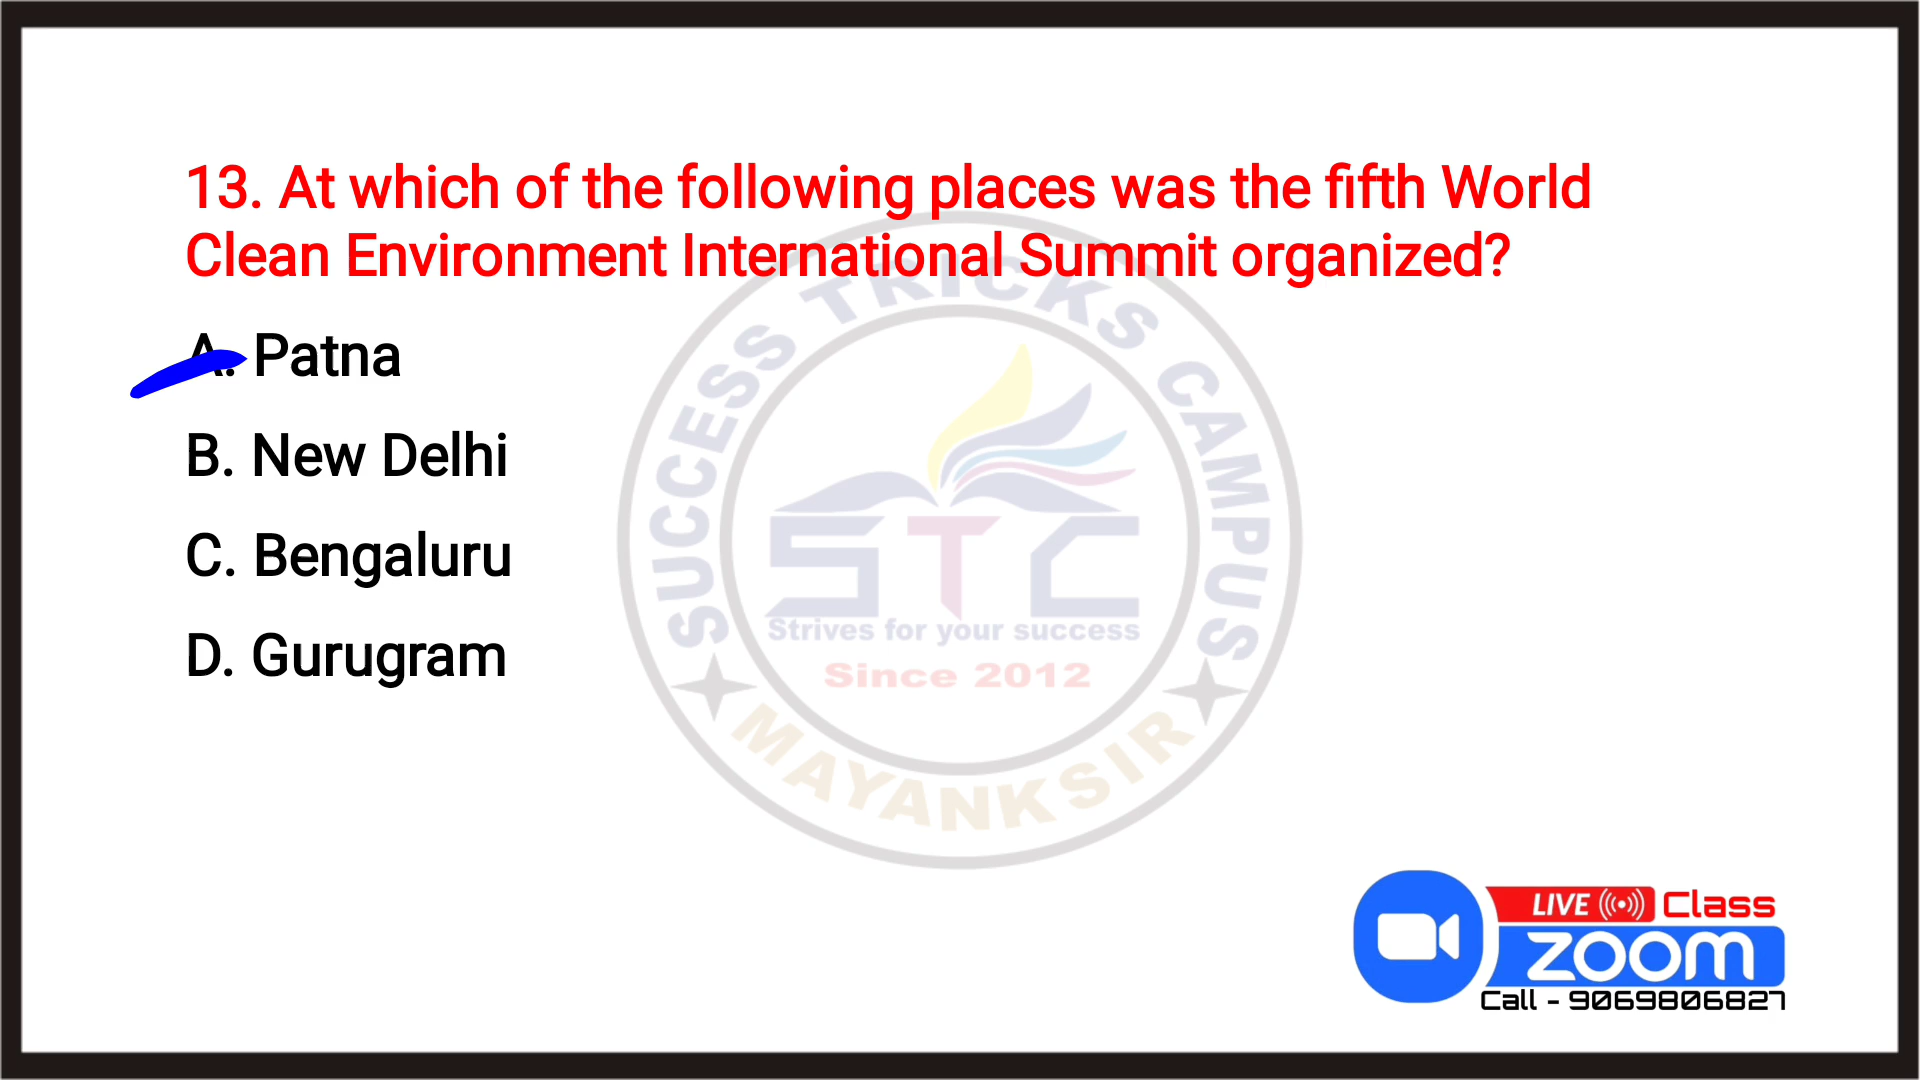 13. At which of the following places was the fifth World
Clean Environment International Summit organized?
A. Patna
B. New Delhi
C. Bengaluru
D. Gurugram
SUCCESS TRICKS CAMPUS
STC
Strives for your success
Since 2012
MAYANKSIR
LIVE Class
zoom
Call - 9069806827